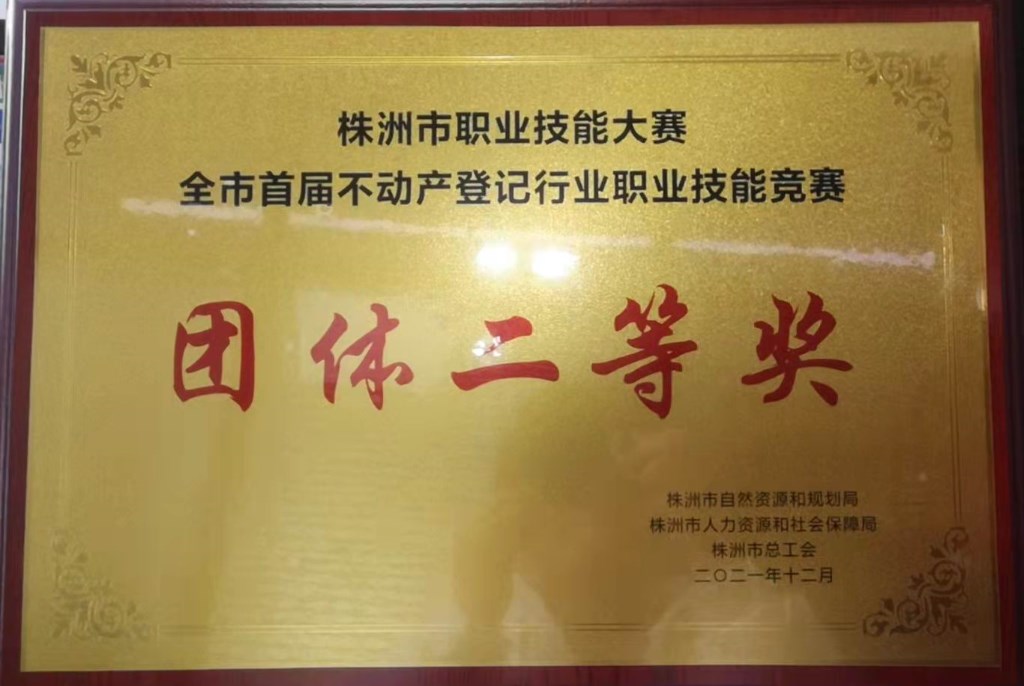 株洲市职业技能大赛
全市首届不动产登记行业职业技能竞赛
团体二等奖
株洲市自然资源和规划局
株洲市人力资源和社会保障局
株洲市总工会
二〇二一年十二月